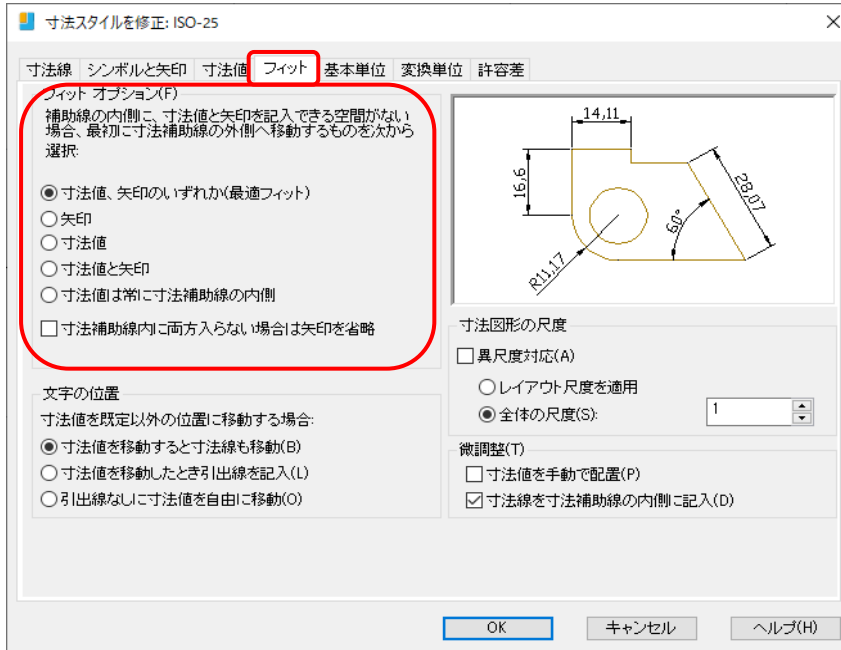 寸法スタイルを修正: ISO-25
寸法線 シンボルと矢印 寸法値 フィット 基本単位 変換単位 許容差
フィット オプション(F)
補助線の内側に、寸法値と矢印を記入できる空間がない
場合、最初に寸法補助線の外側へ移動するものを次から
選択:
寸法値、矢印のいずれか(最適フィット)
矢印
寸法値
寸法値と矢印
寸法値は常に寸法補助線の内側
寸法補助線内に両方入らない場合は矢印を省略
文字の位置
寸法値を既定以外の位置に移動する場合:
寸法値を移動すると寸法線も移動(B)
寸法値を移動したとき引出線を記入(L)
引出線なしに寸法値を自由に移動(O)
14,11
16,6
28,07
60°
R11,17
寸法図形の尺度
異尺度対応(A)
レイアウト尺度を適用
全体の尺度(S):
1
微調整(T)
寸法値を手動で配置(P)
寸法線を寸法補助線の内側に記入(D)
OK キャンセル ヘルプ(H)